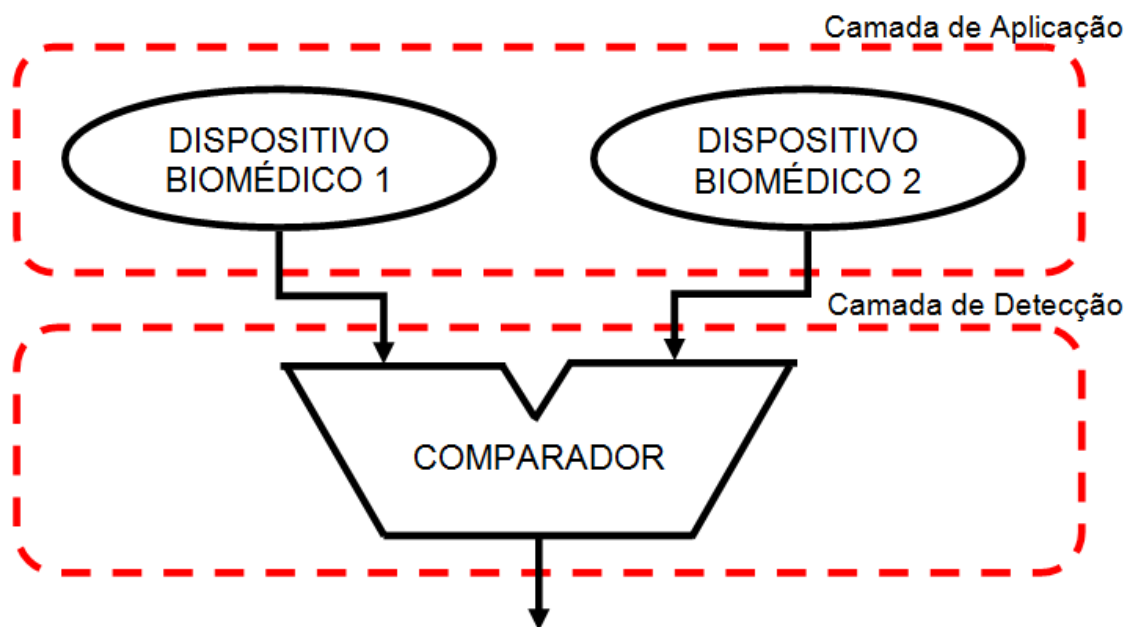 Camada de Aplicação
DISPOSITIVO
BIOMÉDICO 1
DISPOSITIVO
BIOMÉDICO 2
Camada de Detecção
COMPARADOR